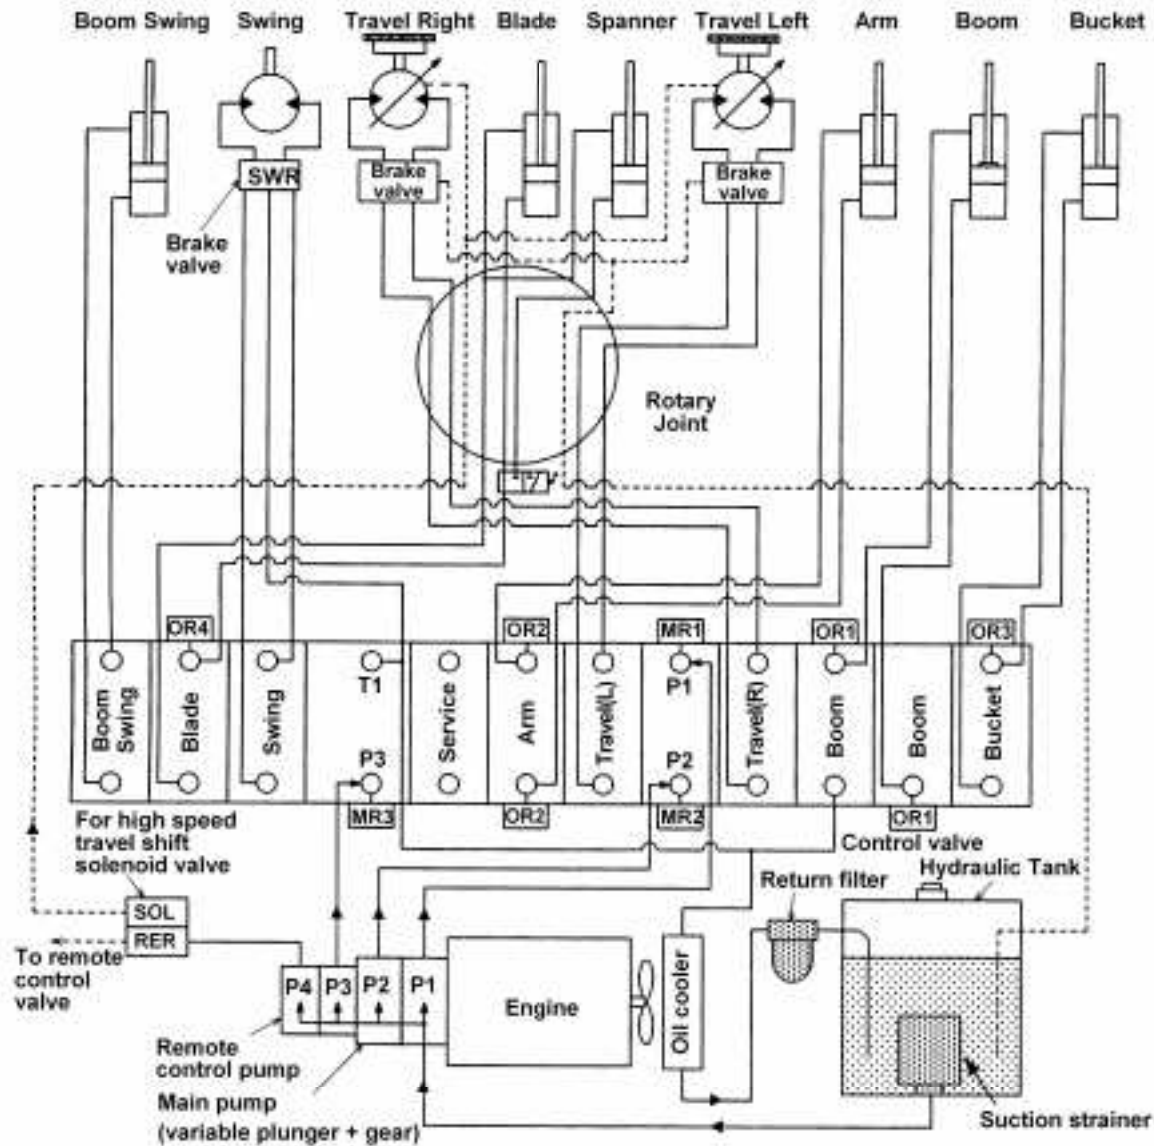 Boom Swing
Swing
Travel Right
Blade
Spanner
Travel Left
Arm
Boom
Bucket
SWR
Brake
valve
Brake
valve
Brake
valve
Rotary
Joint
OR4
OR2
MR1
OR1
OR3
T1
P1
Boom
Swing
Blade
Swing
Service
Arm
Travel(L)
Travel(R)
Boom
Boom
Bucket
P3
P2
MR3
OR2
MR2
OR1
For high speed
travel shift
solenoid valve
Control valve
Hydraulic Tank
Return filter
SOL
RER
To remote
control
valve
P4
P3
P2
P1
Engine
Oil cooler
Remote
control pump
Main pump
(variable plunger + gear)
Suction strainer